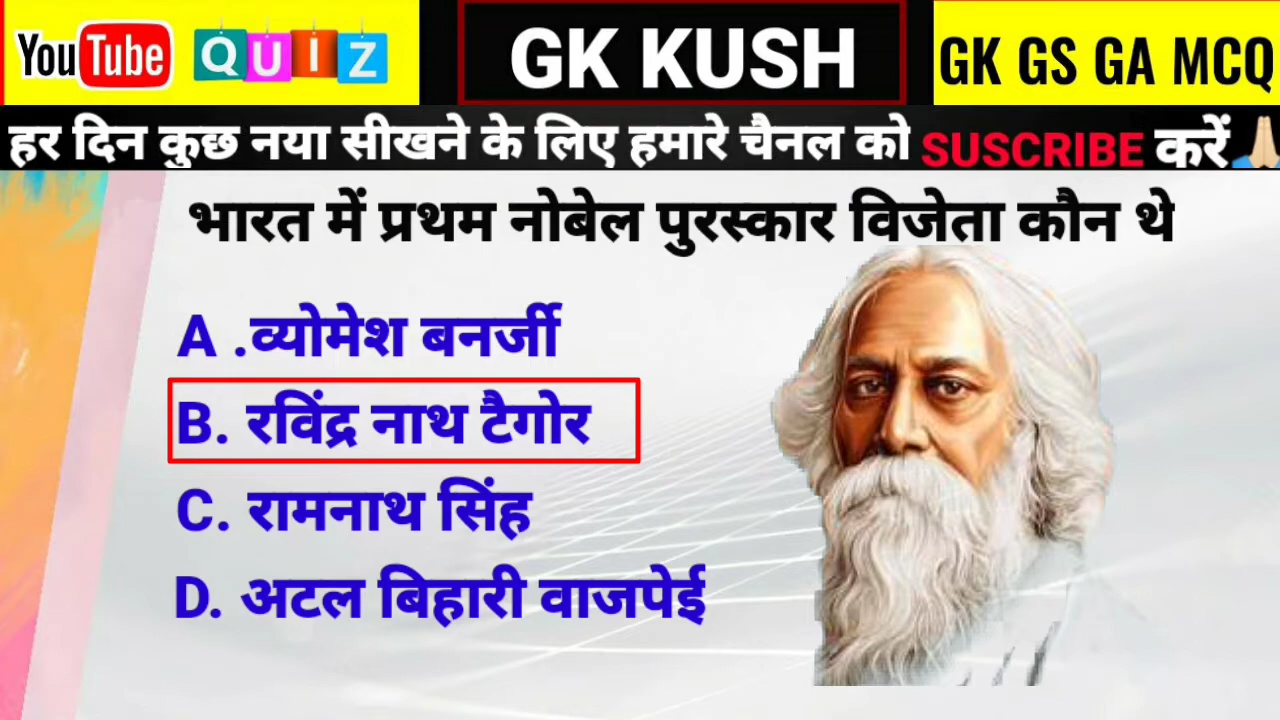 YouTube QUIZ GK KUSH GK GS GA MCQ
हर दिन कुछ नया सीखने के लिए हमारे चैनल को SUSCRIBE करें🙏🏻
भारत में प्रथम नोबेल पुरस्कार विजेता कौन थे
A .व्योमेश बनर्जी
B. रविंद्र नाथ टैगोर
C. रामनाथ सिंह
D. अटल बिहारी वाजपेई